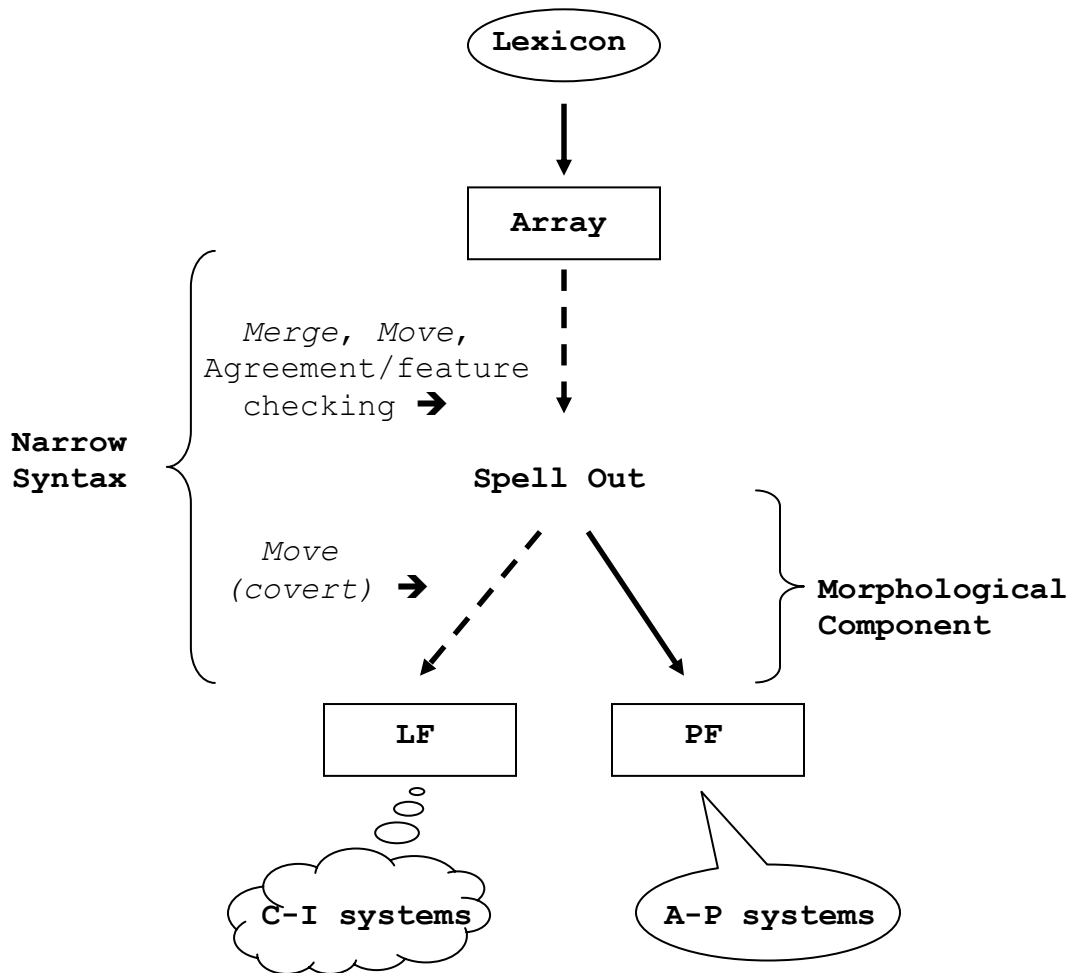 Lexicon
Array
Merge, Move,
Agreement/feature
checking ➔
Narrow
Syntax
Spell Out
Move
(covert) ➔
Morphological
Component
LF
PF
C-I systems
A-P systems